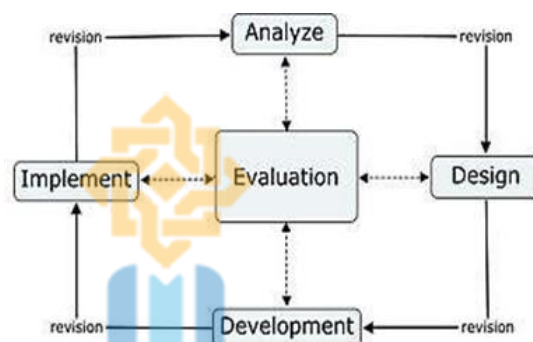 Analyze
revision
revision
Implement
Evaluation
Design
revision
Development
revision